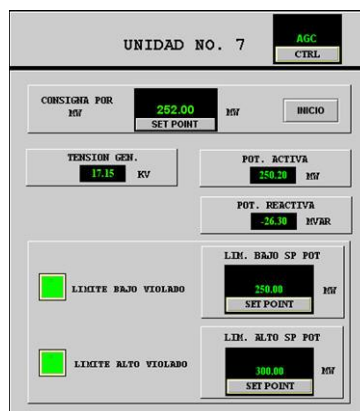 UNIDAD NO. 7
AGC
CTRL
CONSIGNA POR
MW
252.00
MW
SET POINT
INICIO
TENSION GEN.
17.15 KV
POT. ACTIVA
250.20 MW
POT. REACTIVA
-26.30 MVAR
LIM. BAJO SP POT
LIMITE BAJO VIOLADO
250.00 MW
SET POINT
LIM. ALTO SP POT
LIMITE ALTO VIOLADO
300.00 MW
SET POINT